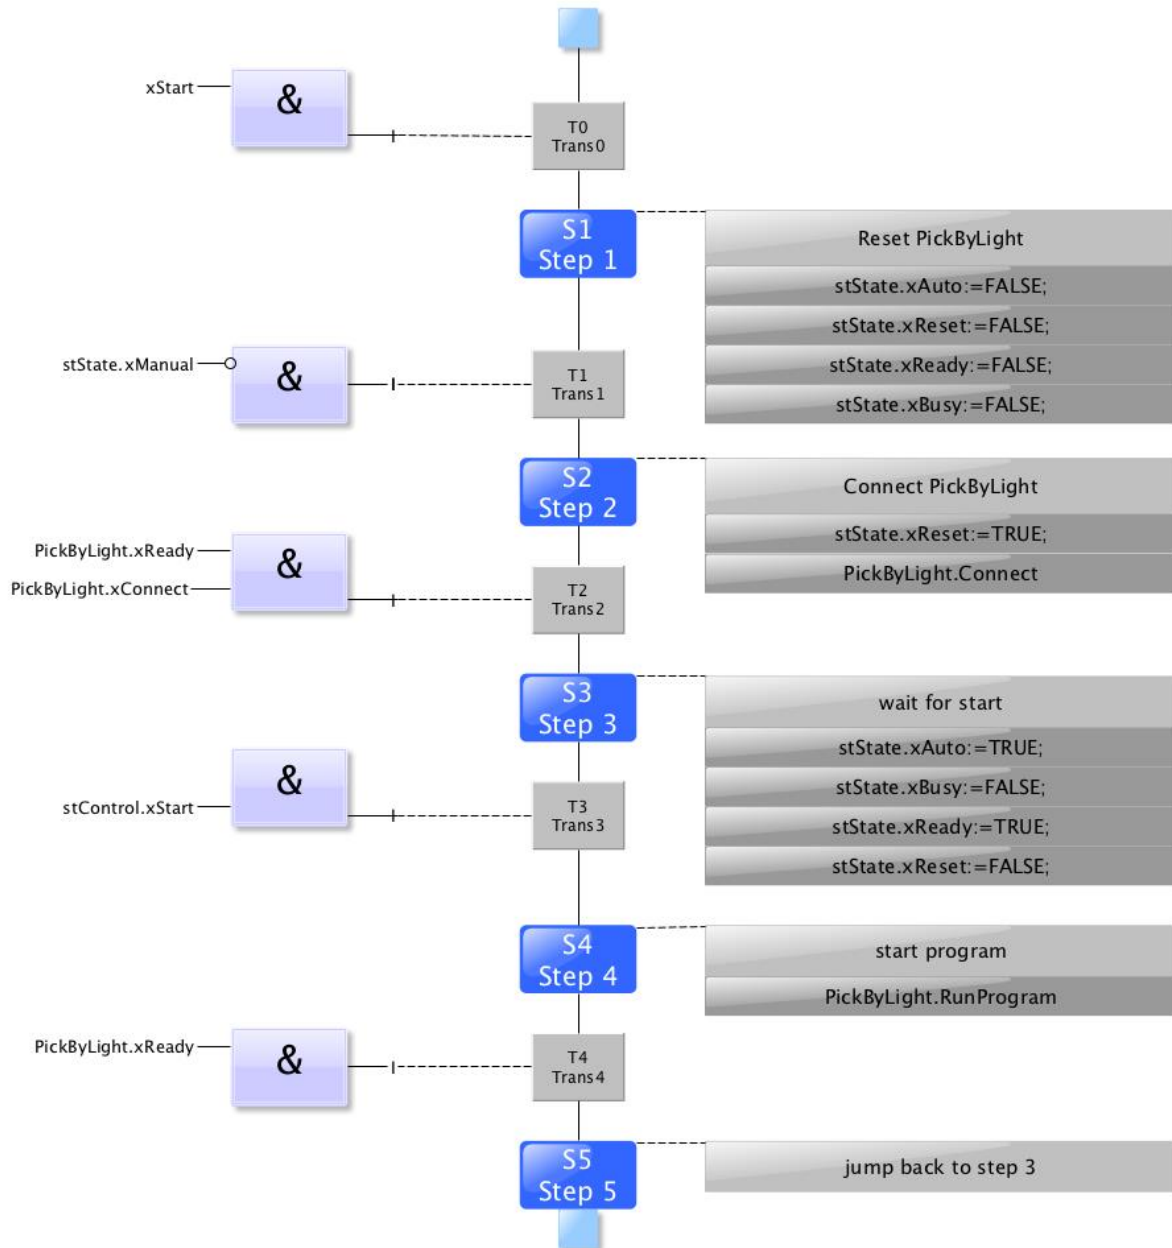 xStart
&
T0
Trans0
S1
Step 1
Reset PickByLight
stState.xAuto:=FALSE;
stState.xReset:=FALSE;
stState.xReady:=FALSE;
stState.xBusy:=FALSE;
stState.xManual
&
T1
Trans1
S2
Step 2
Connect PickByLight
stState.xReset:=TRUE;
PickByLight.Connect
PickByLight.xReady
PickByLight.xConnect
&
T2
Trans2
S3
Step 3
wait for start
stState.xAuto:=TRUE;
stState.xBusy:=FALSE;
stState.xReady:=TRUE;
stState.xReset:=FALSE;
stControl.xStart
&
T3
Trans3
S4
Step 4
start program
PickByLight.RunProgram
PickByLight.xReady
&
T4
Trans4
S5
Step 5
jump back to step 3